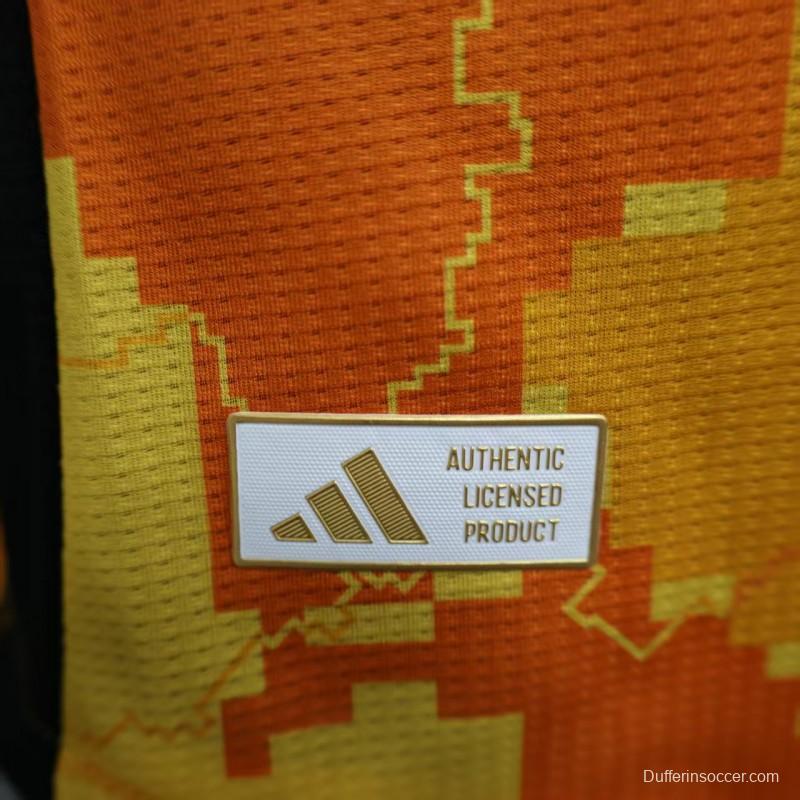 AUTHENTIC
LICENSED
PRODUCT
Dufferinsoccer.com